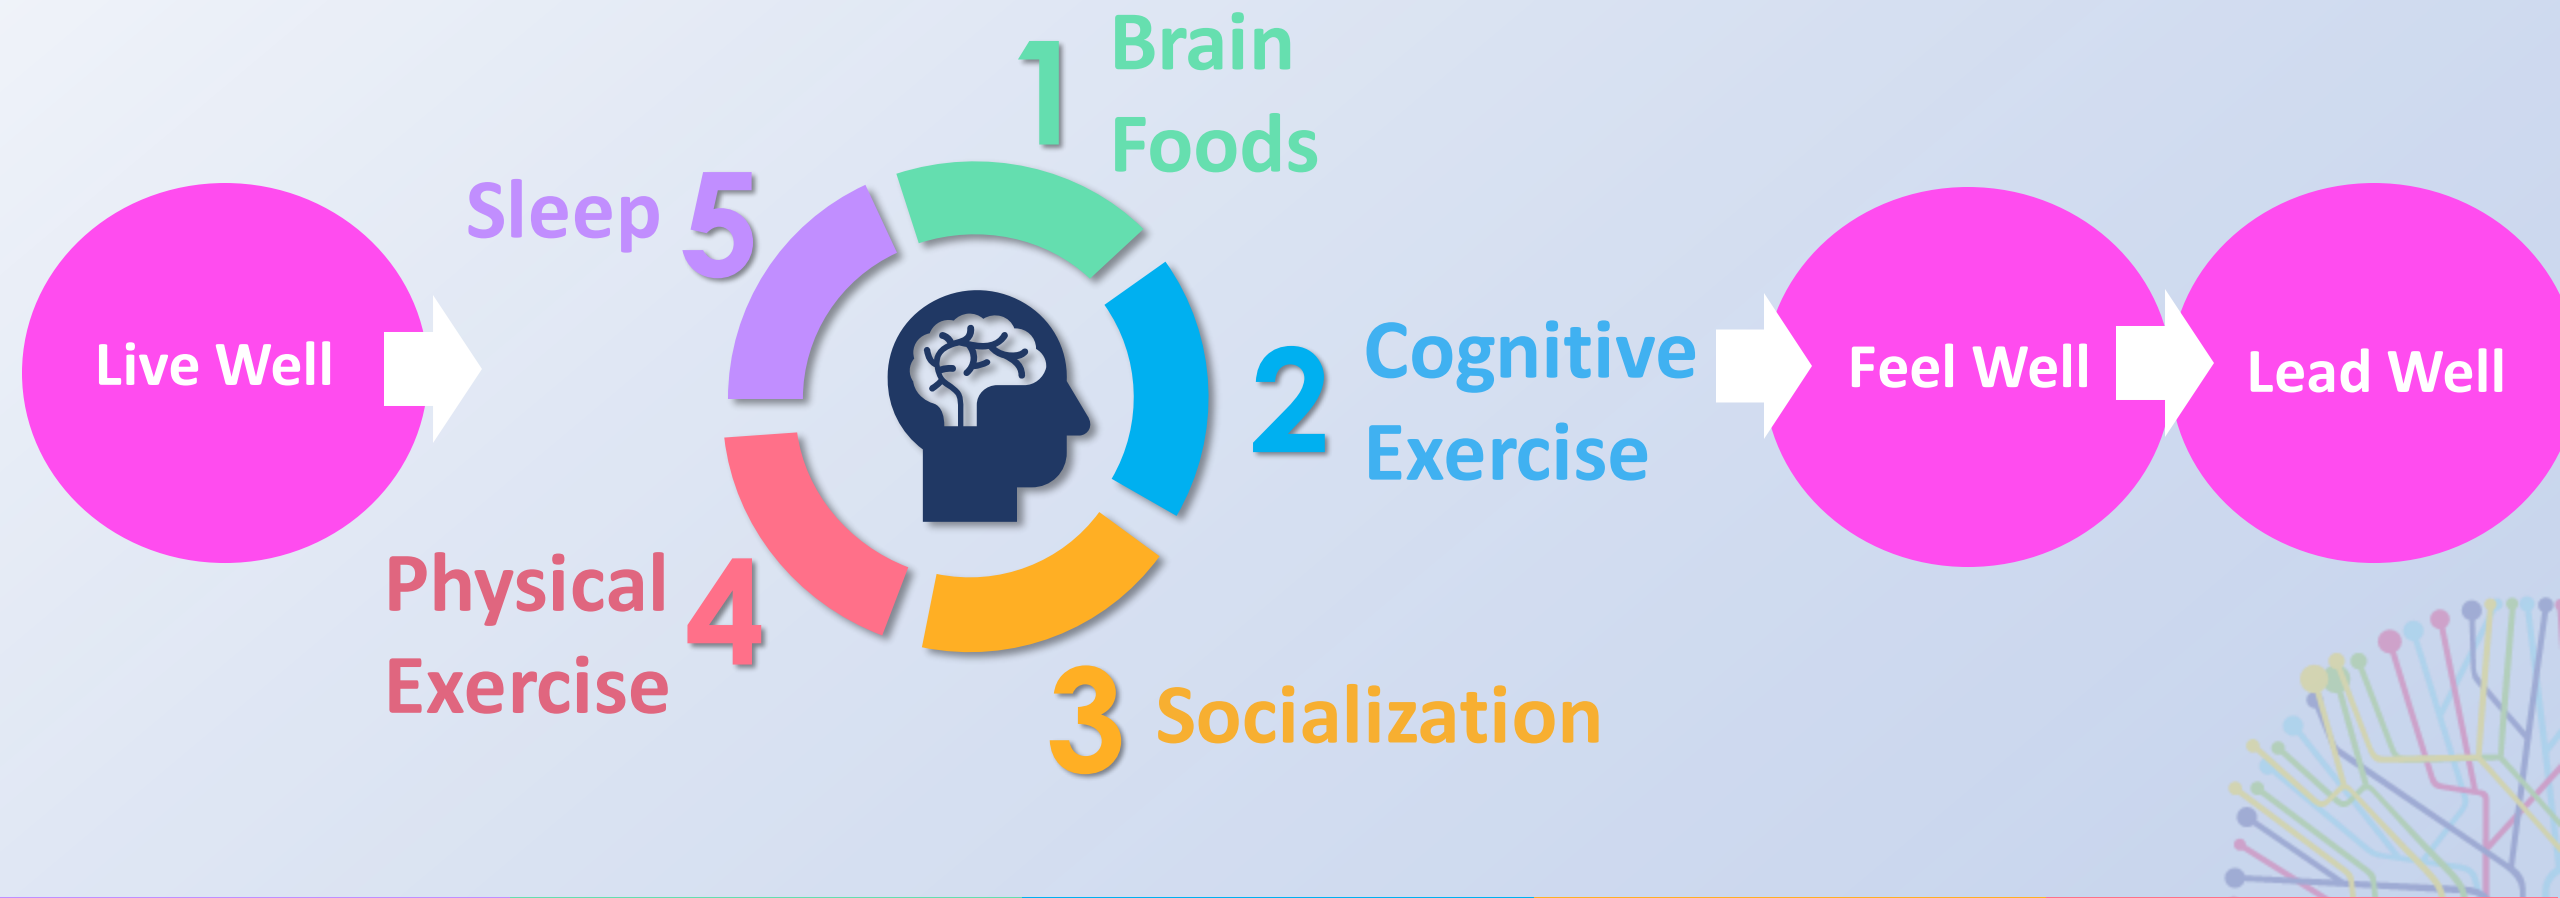 Live Well
1
Brain
Foods
2
Cognitive
Exercise
3
Socialization
4
Physical
Exercise
5
Sleep
Feel Well
Lead Well